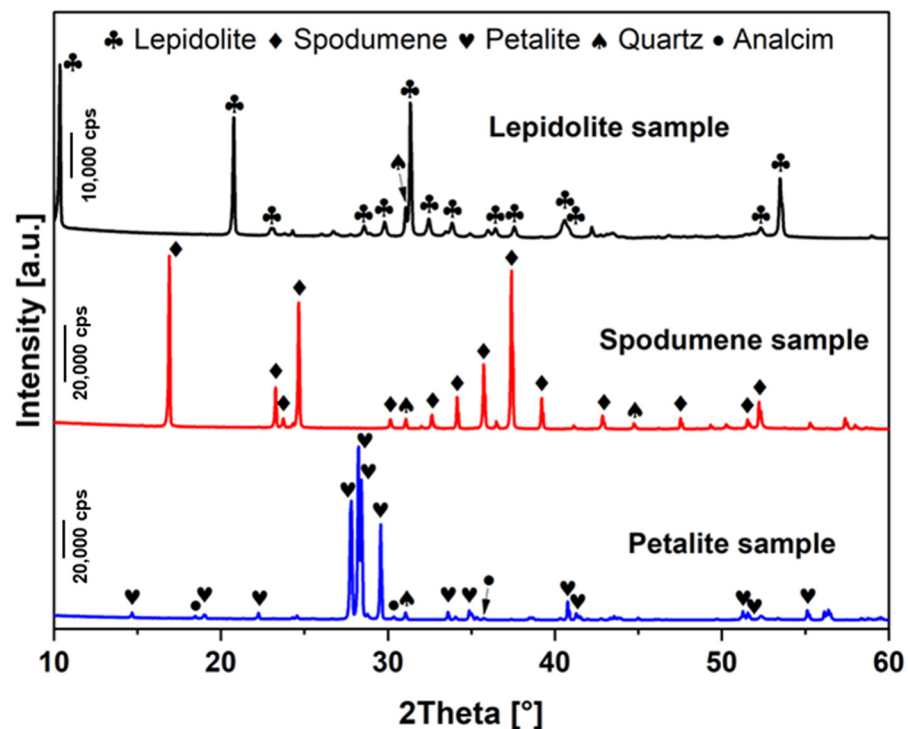 ♣ Lepidolite ♦ Spodumene ♥ Petalite ♠ Quartz • Analcim
Lepidolite sample
10,000 cps
Spodumene sample
20,000 cps
Petalite sample
20,000 cps
Intensity [a.u.]
10 20 30 40 50 60
2Theta [°]